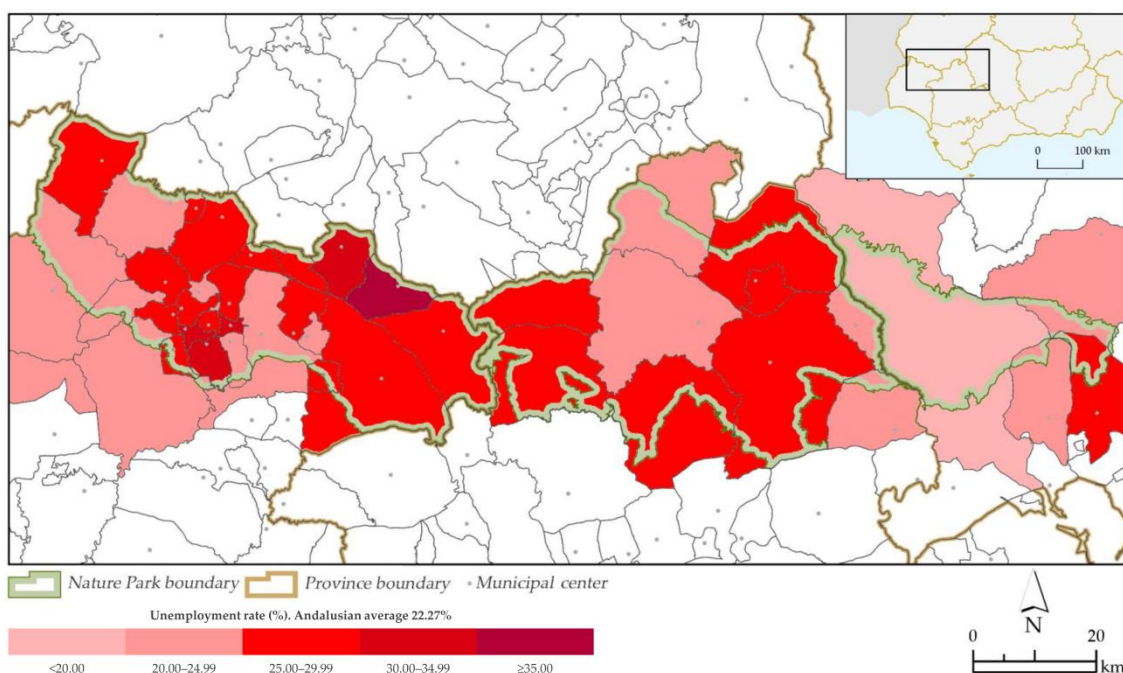 0 100 km
Nature Park boundary Province boundary Municipal center
Unemployment rate (%). Andalusian average 22.27%
<20.00 20.00–24.99 25.00–29.99 30.00–34.99 ≥35.00
N
0 20
km